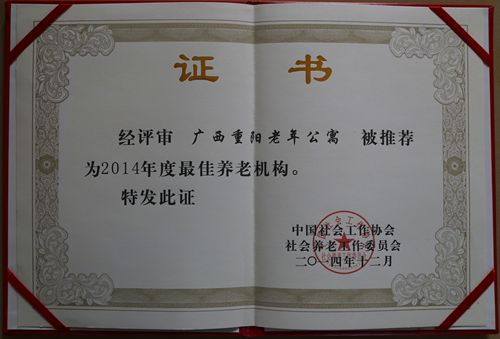 证书
经评审 广西重阳老年公寓 被推荐
为2014年度最佳养老机构。
特发此证
中国社会工作协会
社会养老工作委员会
二〇一四年十二月